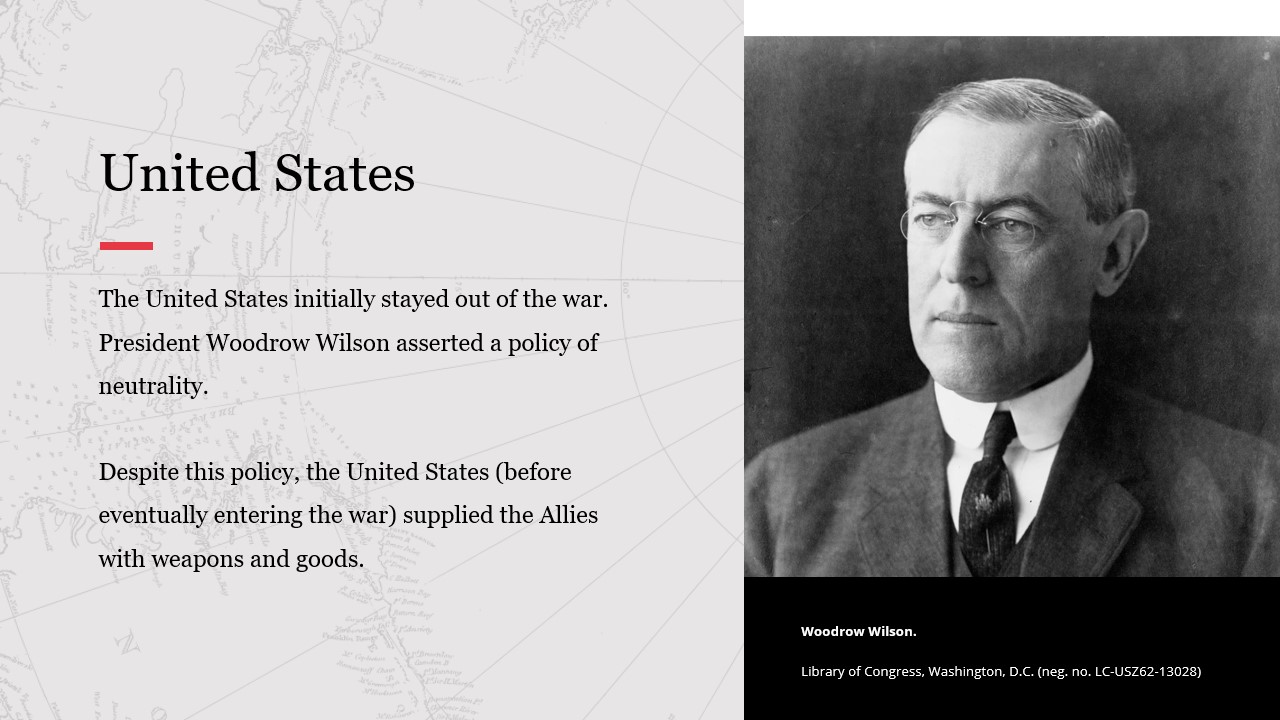 United States
The United States initially stayed out of the war.
President Woodrow Wilson asserted a policy of
neutrality.
Despite this policy, the United States (before
eventually entering the war) supplied the Allies
with weapons and goods.
Woodrow Wilson.
Library of Congress, Washington, D.C. (neg. no. LC-USZ62-13028)